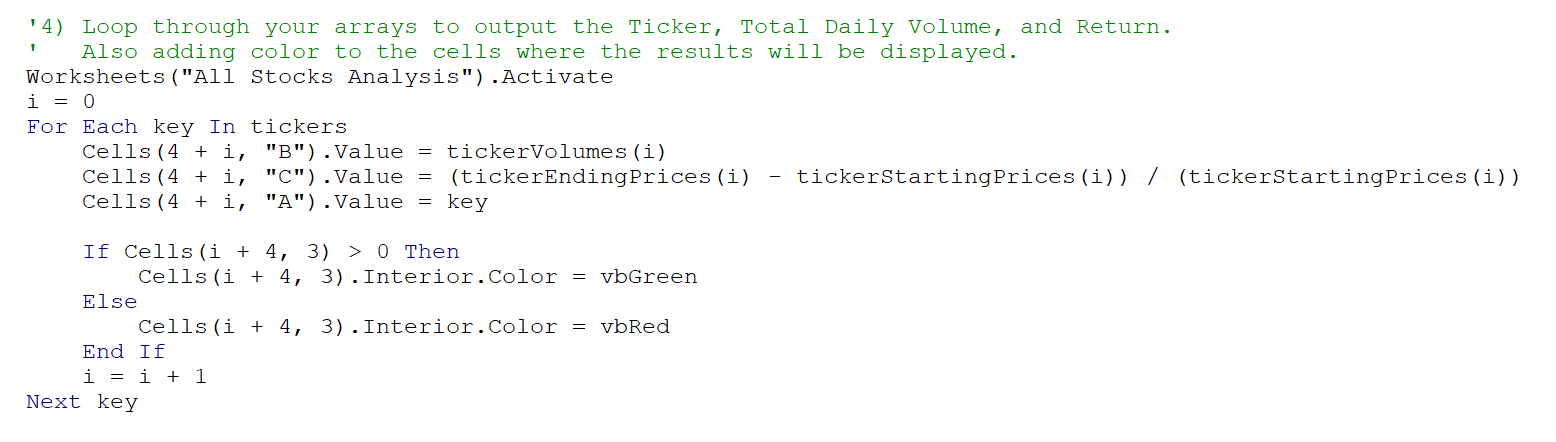 '4) Loop through your arrays to output the Ticker, Total Daily Volume, and Return.
'   Also adding color to the cells where the results will be displayed.
Worksheets("All Stocks Analysis").Activate
i = 0
For Each key In tickers
    Cells(4 + i, "B").Value = tickerVolumes(i)
    Cells(4 + i, "C").Value = (tickerEndingPrices(i) - tickerStartingPrices(i)) / (tickerStartingPrices(i))
    Cells(4 + i, "A").Value = key

    If Cells(i + 4, 3) > 0 Then
        Cells(i + 4, 3).Interior.Color = vbGreen
    Else
        Cells(i + 4, 3).Interior.Color = vbRed
    End If
    i = i + 1
Next key